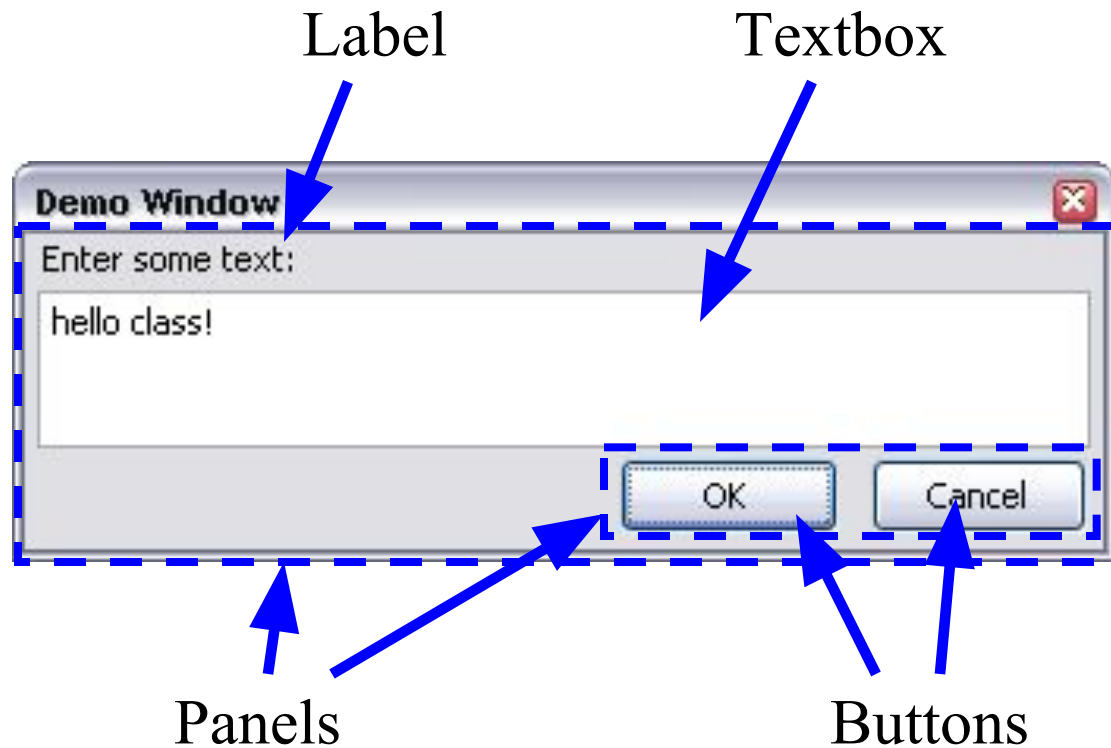 Label Textbox
Demo Window
Enter some text:
hello class!
OK Cancel
Panels Buttons